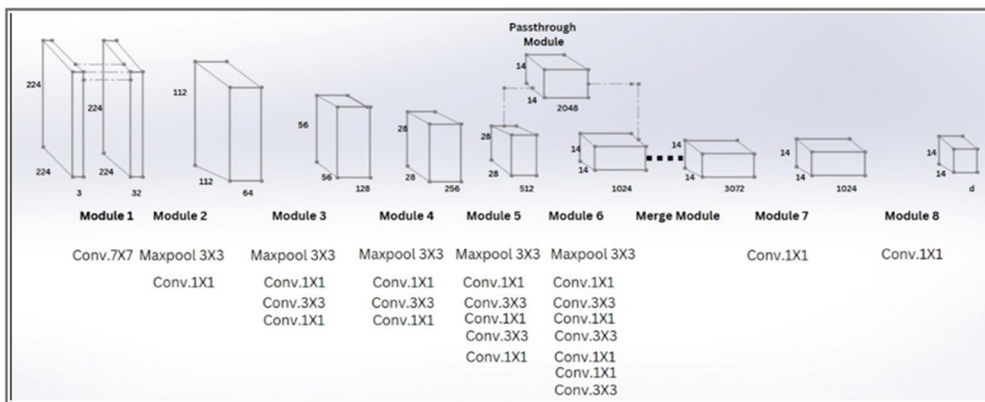 Passthrough
Module
14
14
2048
224
224
3
224
224
32
112
112
64
56
56
128
28
28
256
28
28
512
14
14
1024
14
14
3072
14
14
1024
14
14
d
Module 1 Module 2 Module 3 Module 4 Module 5 Module 6 Merge Module Module 7 Module 8
Conv.7X7 Maxpool 3X3 Maxpool 3X3 Maxpool 3X3 Maxpool 3X3 Maxpool 3X3 Conv.1X1 Conv.1X1
Conv.1X1 Conv.1X1 Conv.1X1 Conv.1X1 Conv.1X1
Conv.3X3 Conv.3X3 Conv.3X3 Conv.3X3
Conv.1X1 Conv.1X1 Conv.1X1 Conv.1X1
Conv.3X3 Conv.3X3
Conv.1X1 Conv.1X1
Conv.1X1
Conv.3X3